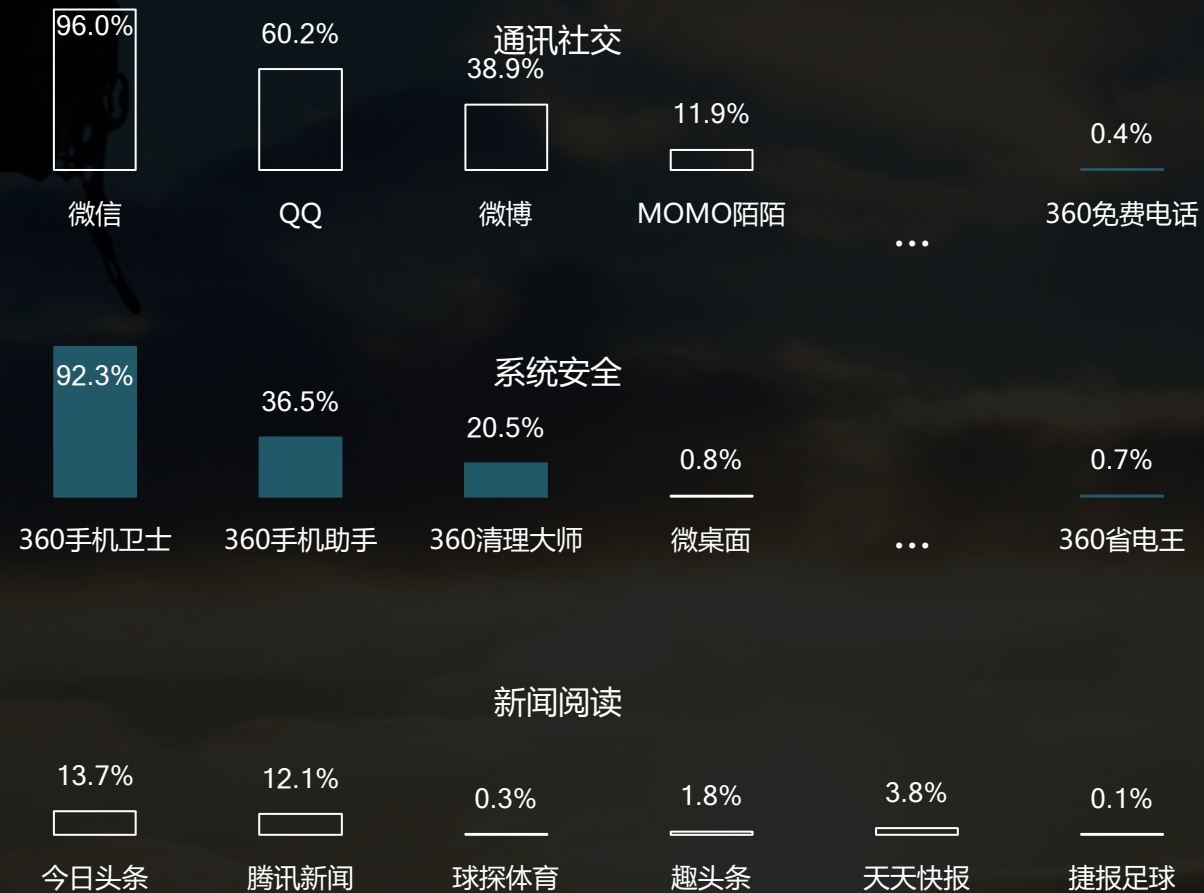 通讯社交
96.0% 60.2% 38.9% 11.9% 0.4%
微信 QQ 微博 MOMO陌陌 … 360免费电话
系统安全
92.3% 36.5% 20.5% 0.8% 0.7%
360手机卫士 360手机助手 360清理大师 微桌面 … 360省电王
新闻阅读
13.7% 12.1% 0.3% 1.8% 3.8% 0.1%
今日头条 腾讯新闻 球探体育 趣头条 天天快报 捷报足球